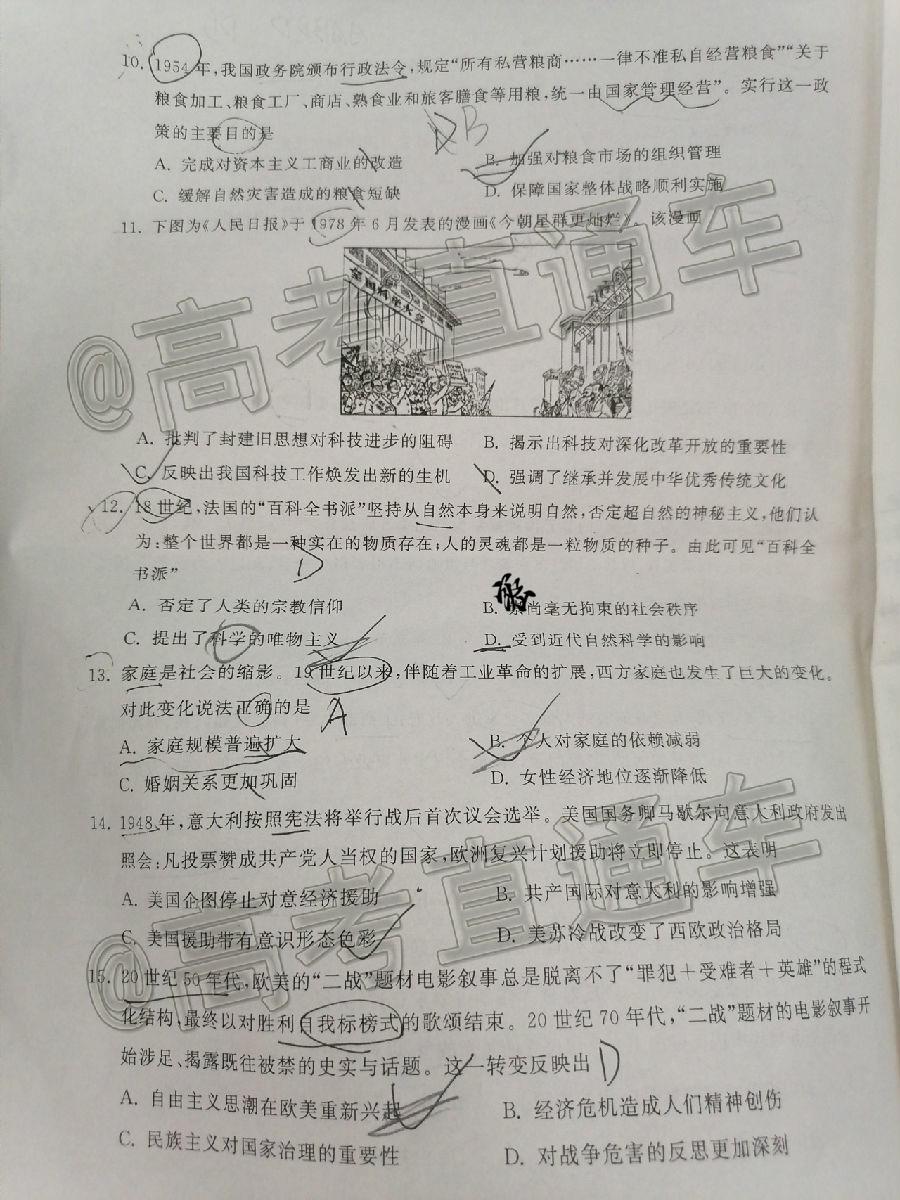 10. 1954年,我国政务院颁布行政法令,规定“所有私营粮商……一律不准私自经营粮食”“关于
粮食加工、粮食工厂、商店、熟食业和旅客膳食等用粮,统一由国家管理经营”。实行这一政
策的主要目的是
B
A. 完成对资本主义工商业的改造 B. 加强对粮食市场的组织管理
C. 缓解自然灾害造成的粮食短缺 D. 保障国家整体战略顺利实施
11. 下图为《人民日报》于1978年6月发表的漫画《今朝星群更灿烂》。该漫画
全国科学大会
A. 批判了封建旧思想对科技进步的阻碍 B. 揭示出科技对深化改革开放的重要性
C. 反映出我国科技工作焕发出新的生机 D. 强调了继承并发展中华优秀传统文化
12. 18世纪,法国的“百科全书派”坚持从自然本身来说明自然,否定超自然的神秘主义,他们认
为:整个世界都是一种实在的物质存在;人的灵魂都是一粒物质的种子。由此可见“百科全
书派”
D
A. 否定了人类的宗教信仰 B. 崇尚毫无拘束的社会秩序
C. 提出了科学的唯物主义 D. 受到近代自然科学的影响
13. 家庭是社会的缩影。19世纪以来,伴随着工业革命的扩展,西方家庭也发生了巨大的变化。
对此变化说法正确的是
A
A. 家庭规模普遍扩大 B. 个人对家庭的依赖减弱
C. 婚姻关系更加巩固 D. 女性经济地位逐渐降低
14. 1948年,意大利按照宪法将举行战后首次议会选举。美国国务卿马歇尔向意大利政府发出
照会:凡投票赞成共产党人当权的国家,欧洲复兴计划援助将立即停止。这表明
A. 美国企图停止对意经济援助 B. 共产国际对意大利的影响增强
C. 美国援助带有意识形态色彩 D. 美苏冷战改变了西欧政治格局
15. 20世纪50年代,欧美的“二战”题材电影叙事总是脱离不了“罪犯+受难者+英雄”的程式
化结构、最终以对胜利自我标榜式的歌颂结束。20世纪70年代,“二战”题材的电影叙事开
始涉足、揭露既往被禁的史实与话题。这一转变反映出
D
A. 自由主义思潮在欧美重新兴起 B. 经济危机造成人们精神创伤
C. 民族主义对国家治理的重要性 D. 对战争危害的反思更加深刻
@高考直通车
@高考直通车